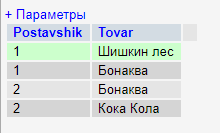 + Параметры
Postavshik Tovar
1 Шишкин лес
1 Бонаква
2 Бонаква
2 Кока Кола